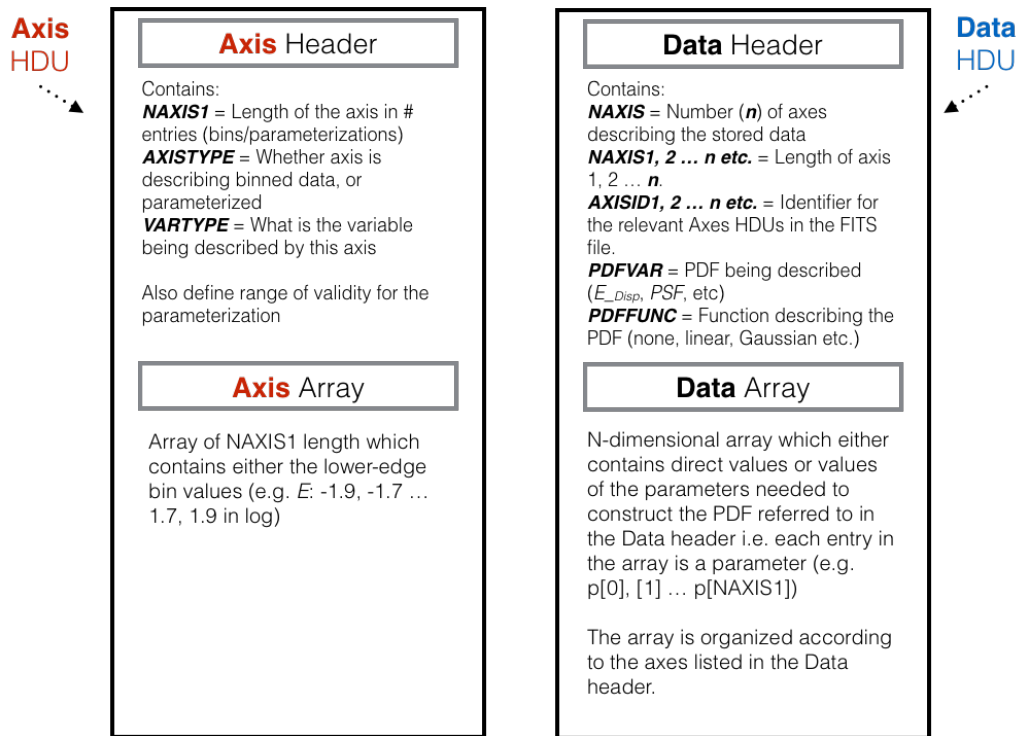 Axis
HDU
Axis Header
Contains:
NAXIS1 = Length of the axis in #
entries (bins/parameterizations)
AXISTYPE = Whether axis is
describing binned data, or
parameterized
VARTYPE = What is the variable
being described by this axis
Also define range of validity for the
parameterization
Axis Array
Array of NAXIS1 length which
contains either the lower-edge
bin values (e.g. E: -1.9, -1.7 …
1.7, 1.9 in log)
Data
HDU
Data Header
Contains:
NAXIS = Number (n) of axes
describing the stored data
NAXIS1, 2 ... n etc. = Length of axis
1, 2 … n.
AXISID1, 2 ... n etc. = Identifier for
the relevant Axes HDUs in the FITS
file.
PDFVAR = PDF being described
(E_Disp, PSF, etc)
PDFFUNC = Function describing the
PDF (none, linear, Gaussian etc.)
Data Array
N-dimensional array which either
contains direct values or values
of the parameters needed to
construct the PDF referred to in
the Data header i.e. each entry in
the array is a parameter (e.g.
p[0], [1] … p[NAXIS1])
The array is organized according
to the axes listed in the Data
header.